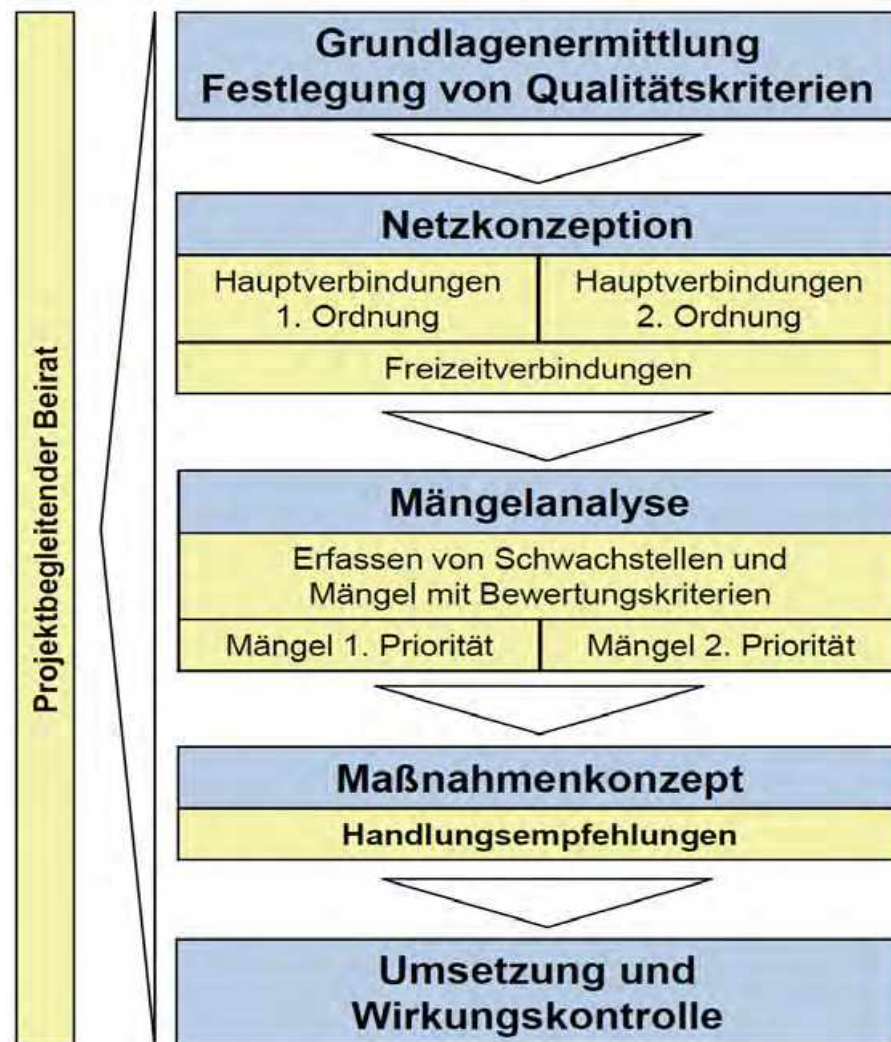 Projektbegleitender Beirat
Grundlagenermittlung
Festlegung von Qualitätskriterien
Netzkonzeption
Hauptverbindungen
1. Ordnung
Hauptverbindungen
2. Ordnung
Freizeitverbindungen
Mängelanalyse
Erfassen von Schwachstellen und
Mängel mit Bewertungskriterien
Mängel 1. Priorität
Mängel 2. Priorität
Maßnahmenkonzept
Handlungsempfehlungen
Umsetzung und
Wirkungskontrolle